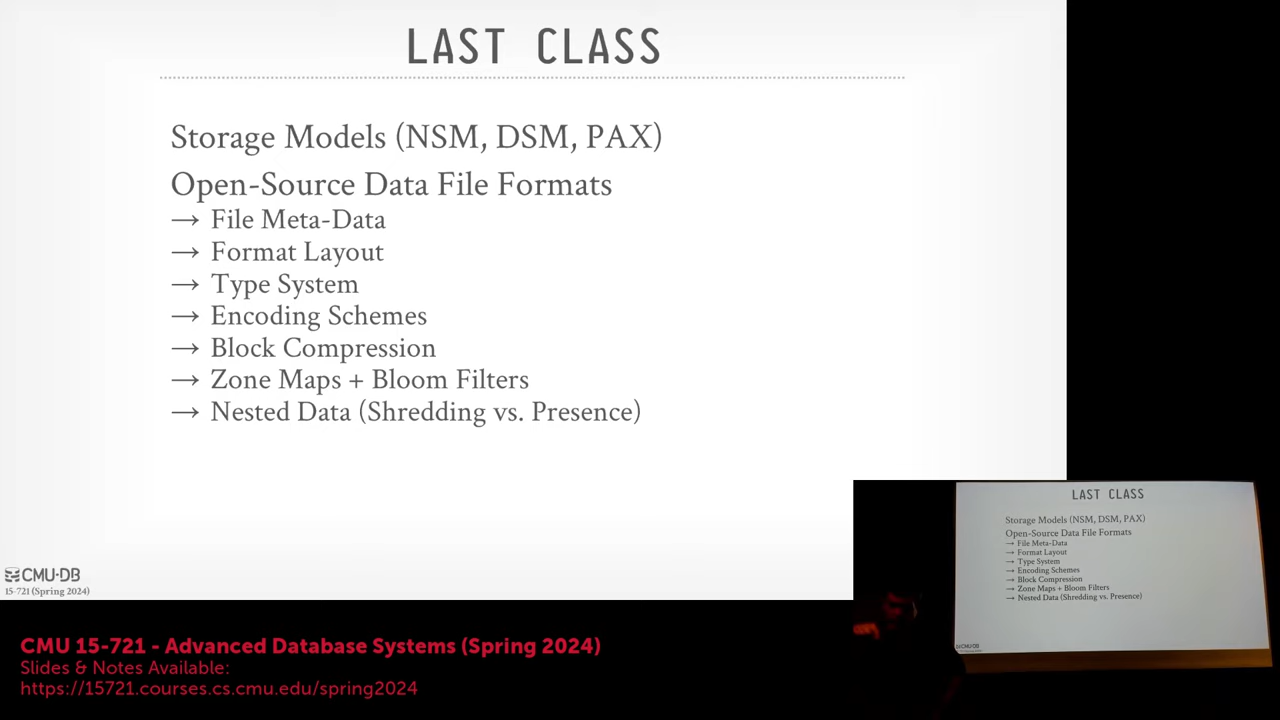 LAST CLASS
Storage Models (NSM, DSM, PAX)
Open-Source Data File Formats
→ File Meta-Data
→ Format Layout
→ Type System
→ Encoding Schemes
→ Block Compression
→ Zone Maps + Bloom Filters
→ Nested Data (Shredding vs. Presence)
CMU·DB
15-721 (Spring 2024)
LAST CLASS
Storage Models (NSM, DSM, PAX)
Open-Source Data File Formats
→ File Meta-Data
→ Format Layout
→ Type System
→ Encoding Schemes
→ Block Compression
→ Zone Maps + Bloom Filters
→ Nested Data (Shredding vs. Presence)
CMU·DB
CMU 15-721 - Advanced Database Systems (Spring 2024)
Slides & Notes Available:
https://15721.courses.cs.cmu.edu/spring2024